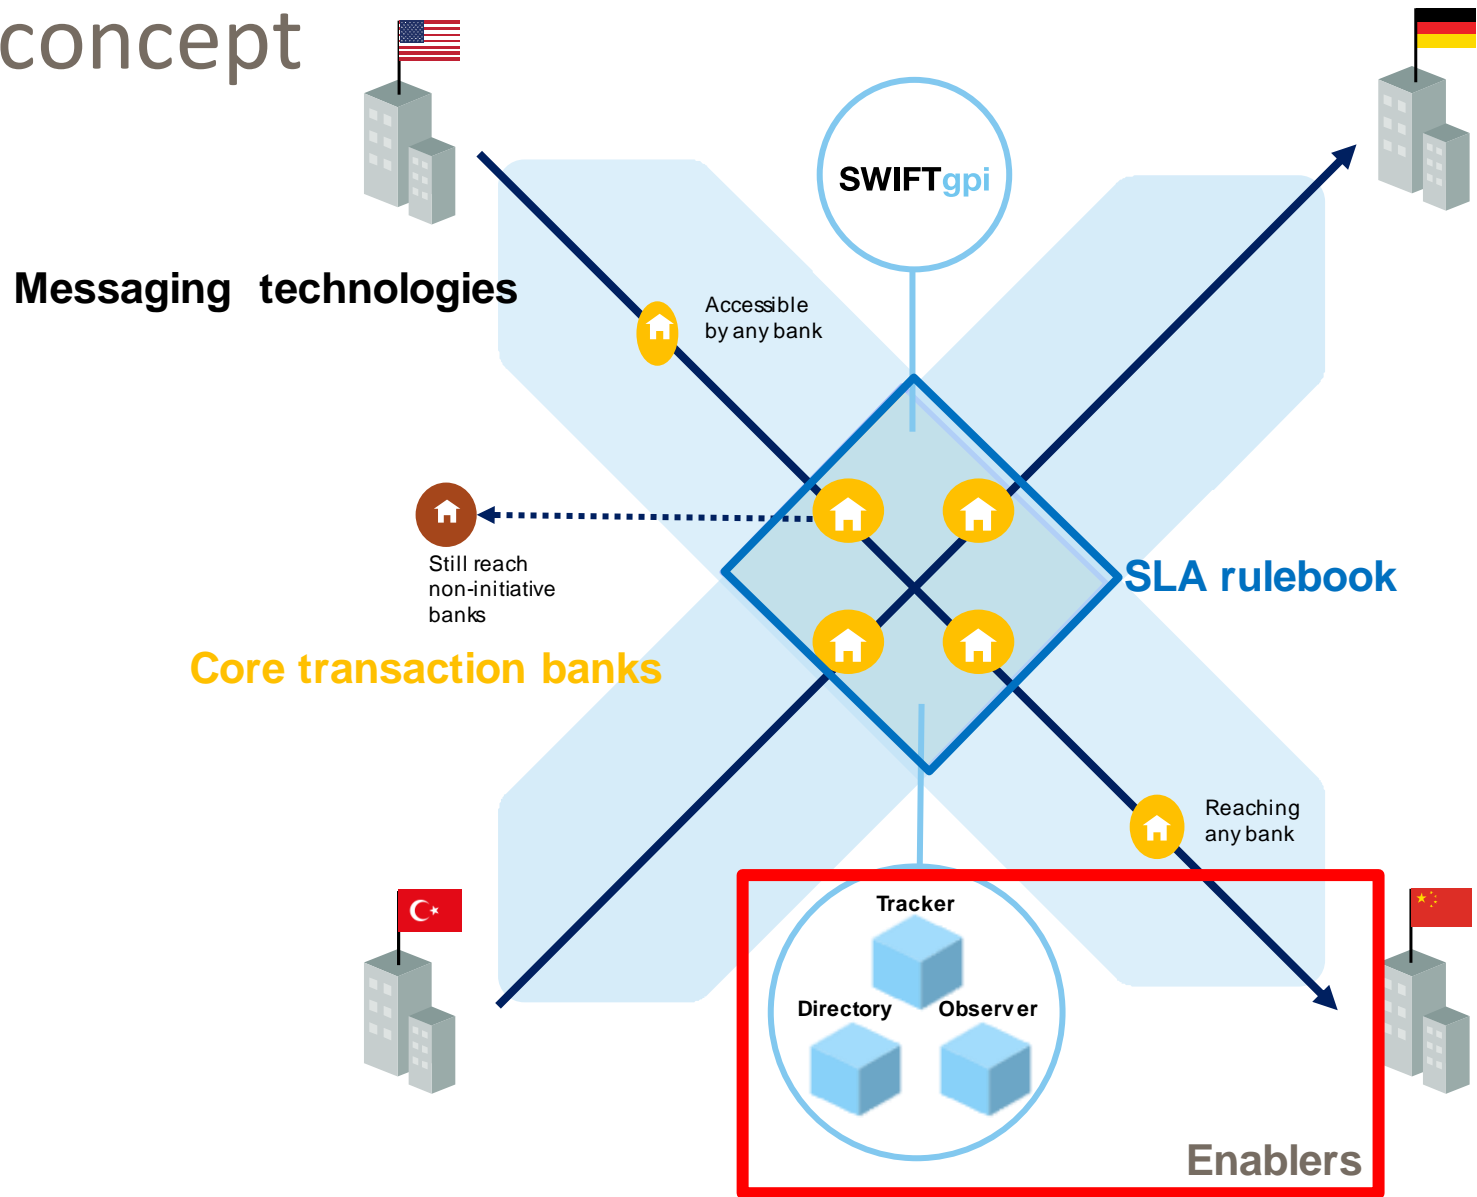 concept
SWIFTgpi
Messaging technologies
Accessible
by any bank
Still reach
non-initiative
banks
SLA rulebook
Core transaction banks
Reaching
any bank
Tracker
Directory
Observer
Enablers